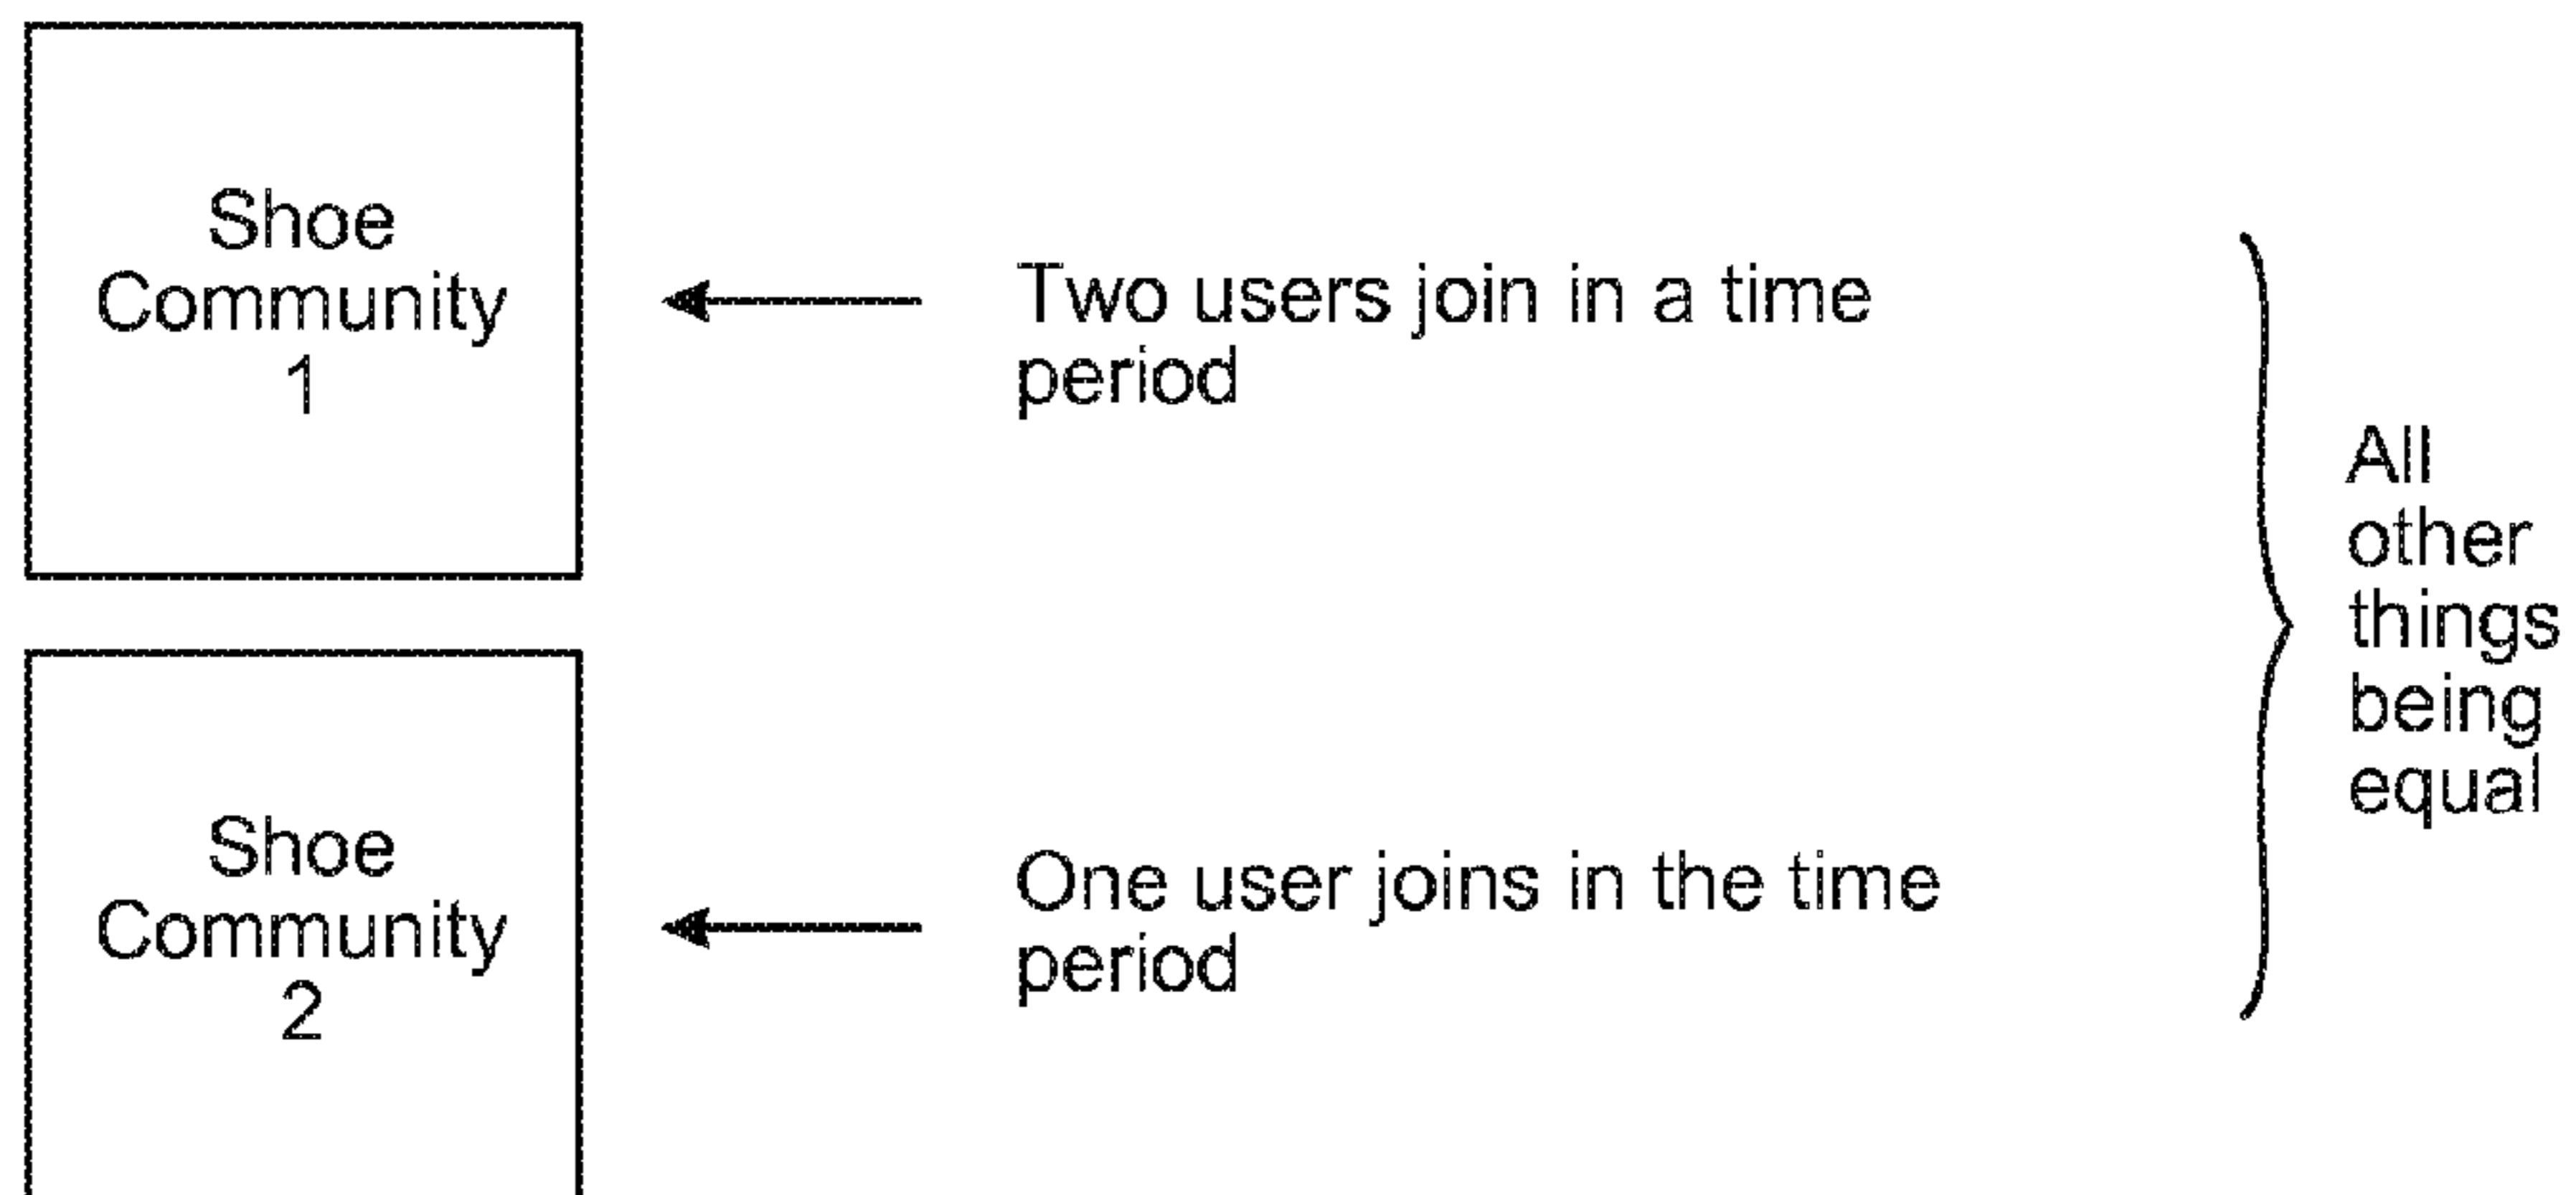 Shoe
Community
1
Two users join in a time
period
Shoe
Community
2
One user joins in the time
period
All
other
things
being
equal